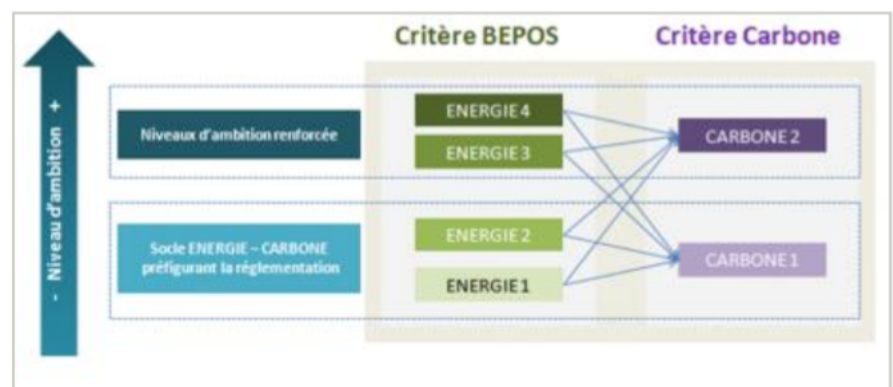 Critère BEPOS
Critère Carbone
- Niveau d'ambition +
Niveaux d'ambition renforcée
ENERGIE 4
ENERGIE 3
CARBONE 2
Socle ENERGIE – CARBONE
préfigurant la réglementation
ENERGIE 2
ENERGIE 1
CARBONE 1